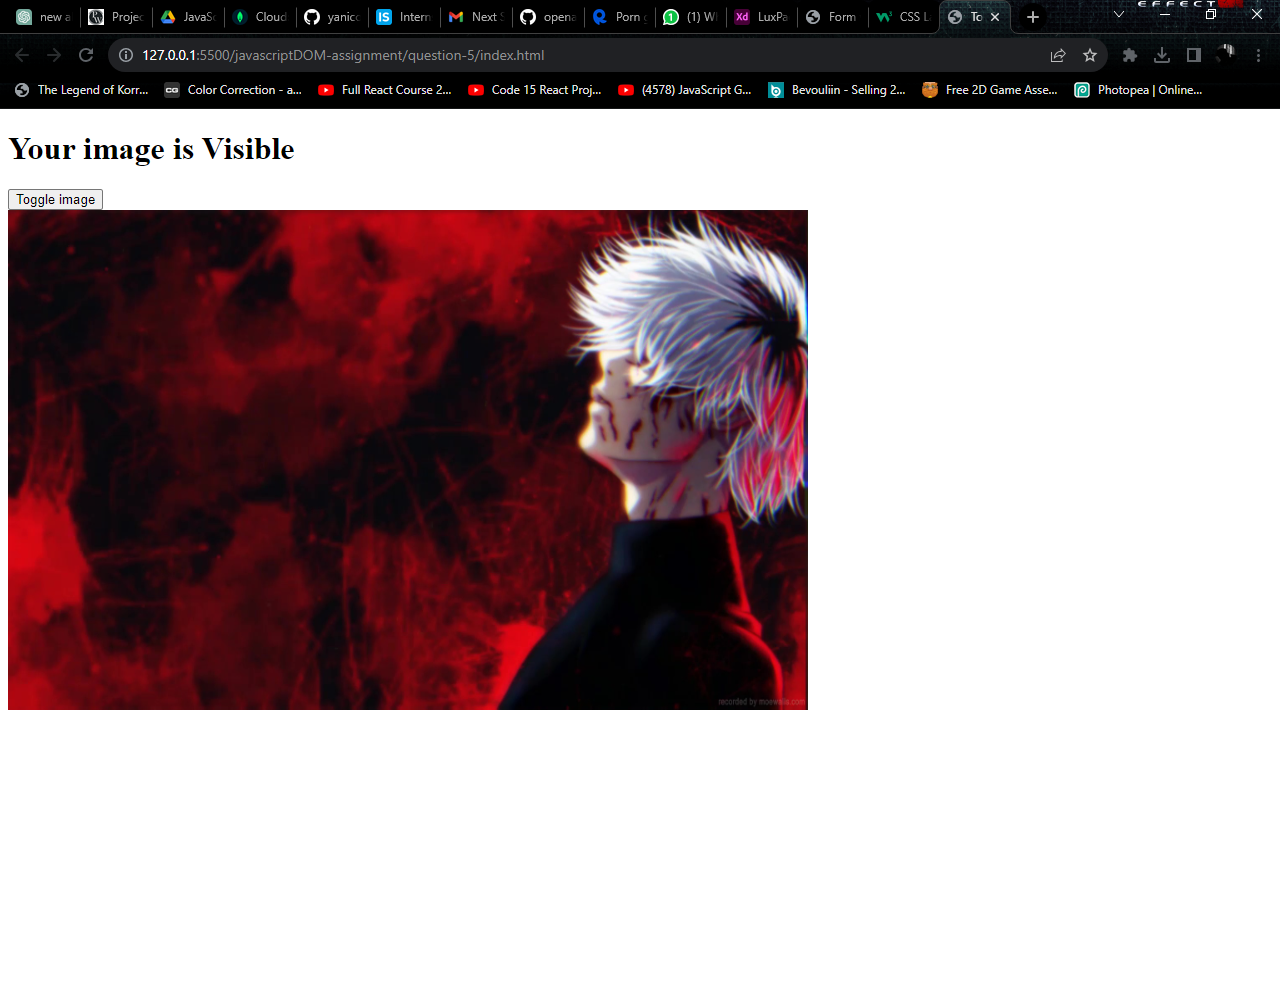 EFFECT
new a Projec JavaSc Cloud yanicc Intern Next S opena Porn (1) W LuxPa Form CSS L To
127.0.0.1:5500/javascriptDOM-assignment/question-5/index.html
The Legend of Korr... Color Correction - a... Full React Course 2... Code 15 React Proj... (4578) JavaScript G... Bevouliin - Selling 2... Free 2D Game Asse... Photopea | Online...
Your image is Visible
Toggle image
recorded by moewalls.com